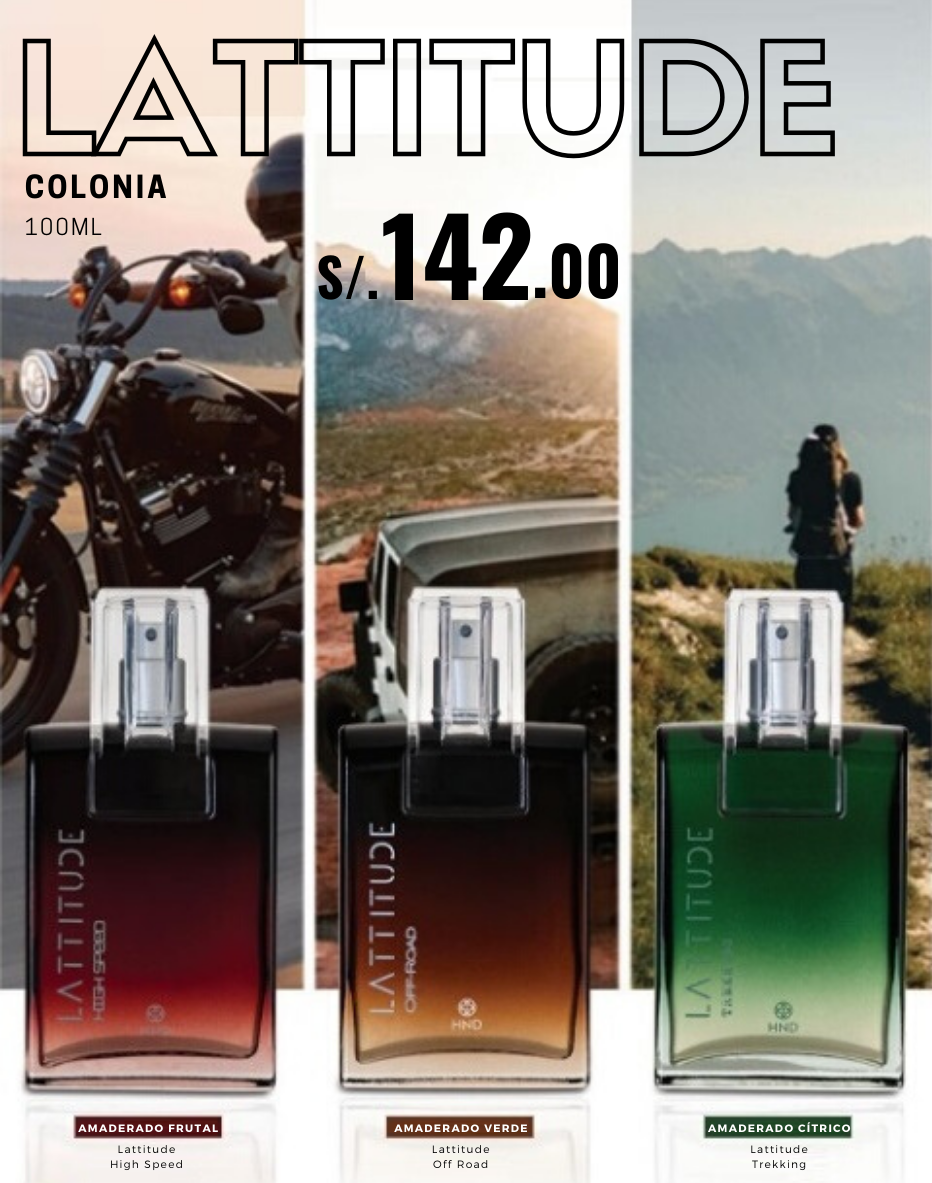 LATTITUDE
COLONIA
100ML
S/.142.00
LATTITUDE
HIGH SPEED
LATTITUDE
OFF-ROAD
HND
LATTITUDE
TREKKING
HND
AMADERADO FRUTAL
Lattitude
High Speed
AMADERADO VERDE
Lattitude
Off Road
AMADERADO CÍTRICO
Lattitude
Trekking